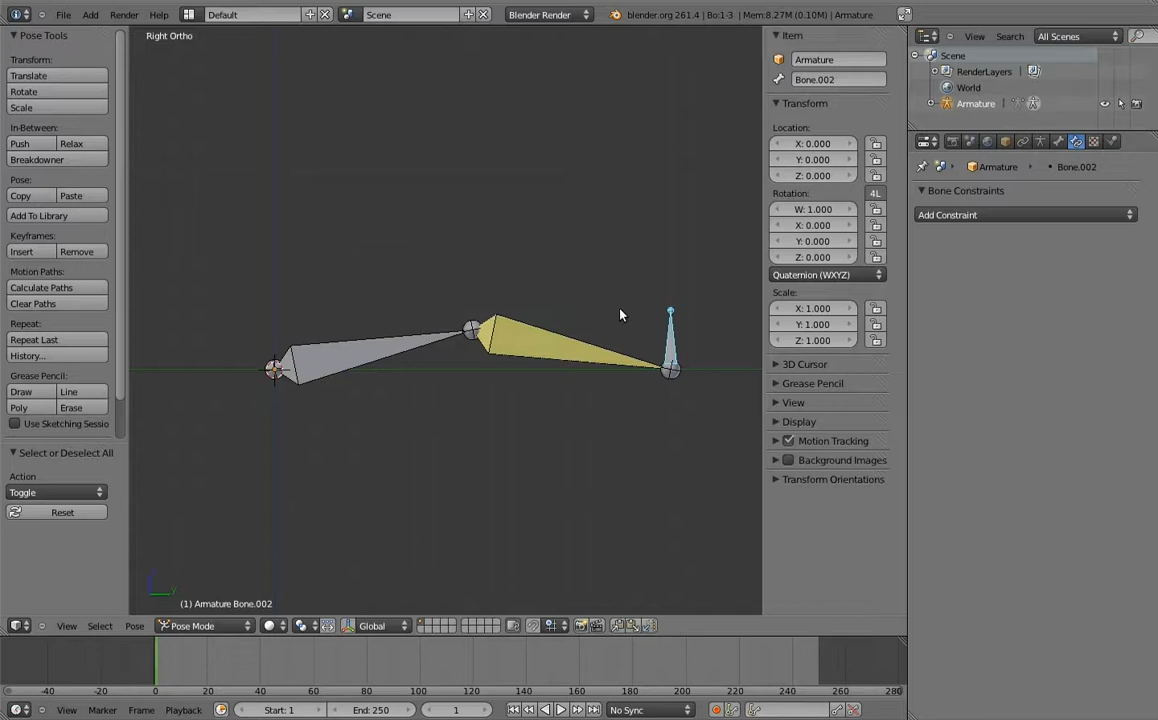 File Add Render Help Default Scene Blender Render blender.org 261.4 | Bo:1-3 | Mem:8.27M (0.10M) | Armature
Pose Tools
Transform:
Translate
Rotate
Scale
In-Between:
Push Relax
Breakdowner
Pose:
Copy Paste
Add To Library
Keyframes:
Insert Remove
Motion Paths:
Calculate Paths
Clear Paths
Repeat:
Repeat Last
History...
Grease Pencil:
Draw Line
Poly Erase
Use Sketching Sessio
Select or Deselect All
Action
Toggle
Reset
Right Ortho
(1) Armature Bone.002
View Select Pose Pose Mode Global
Item
Armature
Bone.002
Transform
Location:
X: 0.000
Y: 0.000
Z: 0.000
Rotation:
4L
W: 1.000
X: 0.000
Y: 0.000
Z: 0.000
Quaternion (WXYZ)
Scale:
X: 1.000
Y: 1.000
Z: 1.000
3D Cursor
Grease Pencil
View
Display
Motion Tracking
Background Images
Transform Orientations
View Search All Scenes
Scene
RenderLayers
World
Armature
Armature Bone.002
Bone Constraints
Add Constraint
-40 -20 0 20 40 60 80 100 120 140 160 180 200 220 240 260 280
View Marker Frame Playback Start: 1 End: 250 1 No Sync